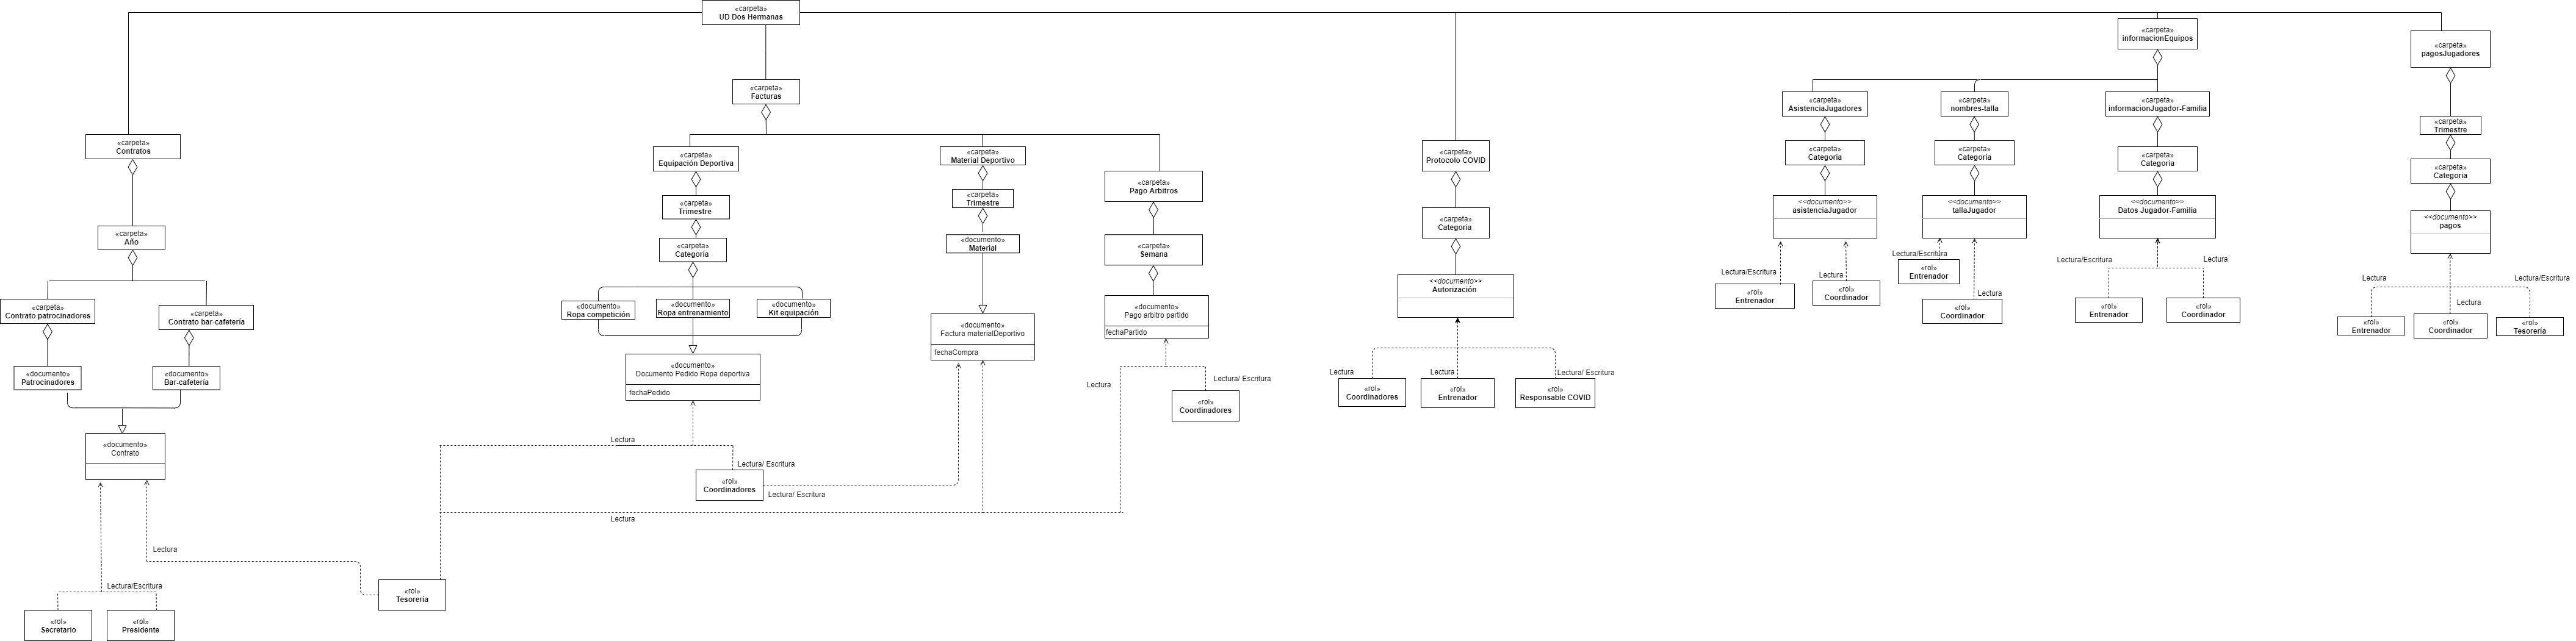 «carpeta»
UD Dos Hermanas
«carpeta»
Contratos
«carpeta»
Año
«carpeta»
Contrato patrocinadores
«carpeta»
Contrato bar-cafetería
«documento»
Patrocinadores
«documento»
Bar-cafetería
«documento»
Contrato
Lectura
Lectura/Escritura
«rol»
Secretario
«rol»
Presidente
«rol»
Tesorería
«carpeta»
Facturas
«carpeta»
Equipación Deportiva
«carpeta»
Trimestre
«carpeta»
Categoría
«documento»
Ropa competición
«documento»
Ropa entrenamiento
«documento»
Kit equipación
«documento»
Documento Pedido Ropa deportiva
fechaPedido
Lectura
Lectura/ Escritura
«rol»
Coordinadores
Lectura/ Escritura
Lectura
«carpeta»
Material Deportivo
«carpeta»
Trimestre
«documento»
Material
«documento»
Factura materialDeportivo
fechaCompra
«carpeta»
Pago Arbitros
«carpeta
Semana
«documento»
Pago arbitro partido
fechaPartido
Lectura
Lectura/ Escritura
«rol»
Coordinadores
«carpeta»
Protocolo COVID
«carpeta»
Categoria
<<documento>>
Autorización
Lectura
Lectura
Lectura/ Escritura
«rol»
Coordinadores
«rol»
Entrenador
«rol»
Responsable COVID
«carpeta»
informacionEquipos
«carpeta»
AsistenciaJugadores
«carpeta»
Categoria
<<documento>>
asistenciaJugador
Lectura/Escritura
Lectura
«rol»
Entrenador
«rol»
Coordinador
«carpeta»
nombres-talla
«carpeta»
Categoria
<<documento>>
tallaJugador
Lectura/Escritura
«rol»
Entrenador
Lectura
«rol»
Coordinador
«carpeta»
informacionJugador-Familia
«carpeta»
Categoria
<<documento>>
Datos Jugador-Familia
Lectura/Escritura
Lectura
«rol»
Entrenador
«rol»
Coordinador
«carpeta»
pagosJugadores
«carpeta»
Trimestre
«carpeta»
Categoria
<<documento>>
pagos
Lectura
Lectura/Escritura
Lectura
«rol»
Entrenador
«rol»
Coordinador
«rol»
Tesorería